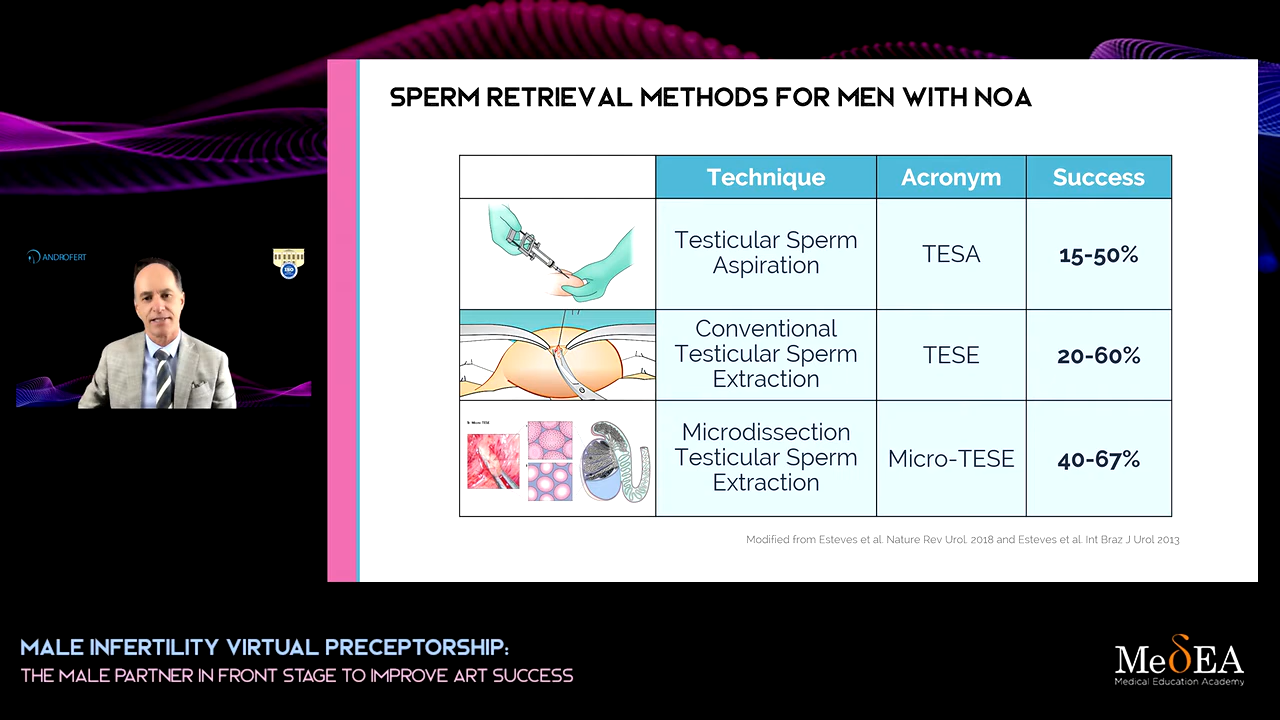 SPERM RETRIEVAL METHODS FOR MEN WITH NOA
Technique Acronym Success
Testicular Sperm
Aspiration
TESA
15-50%
Conventional
Testicular Sperm
Extraction
TESE
20-60%
Microdissection
Testicular Sperm
Extraction
Micro-TESE
40-67%
Modified from Esteves et al. Nature Rev Urol. 2018 and Esteves et al. Int Braz J Urol 2013
ANDROFERT
ISO
MALE INFERTILITY VIRTUAL PRECEPTORSHIP:
THE MALE PARTNER IN FRONT STAGE TO IMPROVE ART SUCCESS
MeδEA
Medical Education Academy